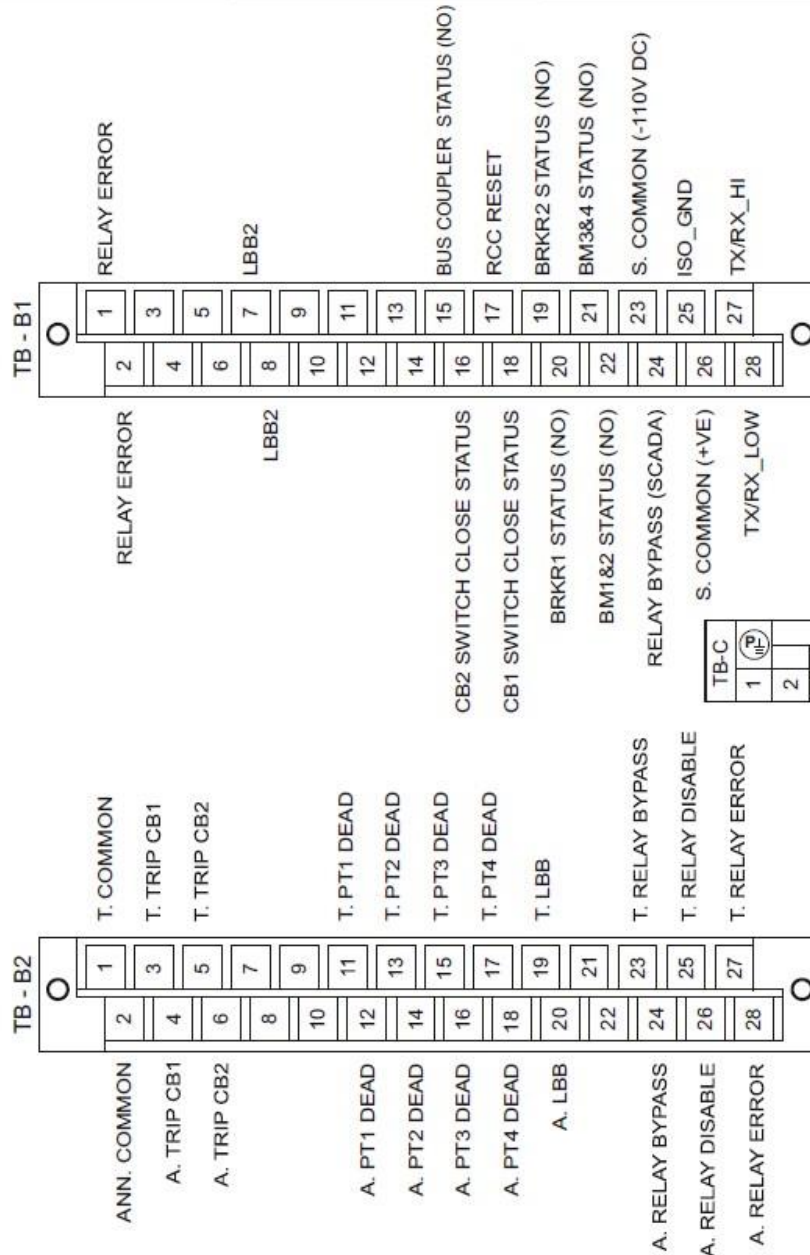 TB - B1
RELAY ERROR
LBB2
BUS COUPLER STATUS (NO)
RCC RESET
BRKR2 STATUS (NO)
BM3&4 STATUS (NO)
S. COMMON (-110V DC)
ISO_GND
TX/RX_HI
1
3
5
7
9
11
13
15
17
19
21
23
25
27
2
4
6
8
10
12
14
16
18
20
22
24
26
28
RELAY ERROR
LBB2
CB2 SWITCH CLOSE STATUS
CB1 SWITCH CLOSE STATUS
BRKR1 STATUS (NO)
BM1&2 STATUS (NO)
RELAY BYPASS (SCADA)
S. COMMON (+VE)
TX/RX_LOW
TB-C
1
P
2
TB - B2
T. COMMON
T. TRIP CB1
T. TRIP CB2
T. PT1 DEAD
T. PT2 DEAD
T. PT3 DEAD
T. PT4 DEAD
T. LBB
T. RELAY BYPASS
T. RELAY DISABLE
T. RELAY ERROR
1
3
5
7
9
11
13
15
17
19
21
23
25
27
2
4
6
8
10
12
14
16
18
20
22
24
26
28
ANN. COMMON
A. TRIP CB1
A. TRIP CB2
A. PT1 DEAD
A. PT2 DEAD
A. PT3 DEAD
A. PT4 DEAD
A. LBB
A. RELAY BYPASS
A. RELAY DISABLE
A. RELAY ERROR